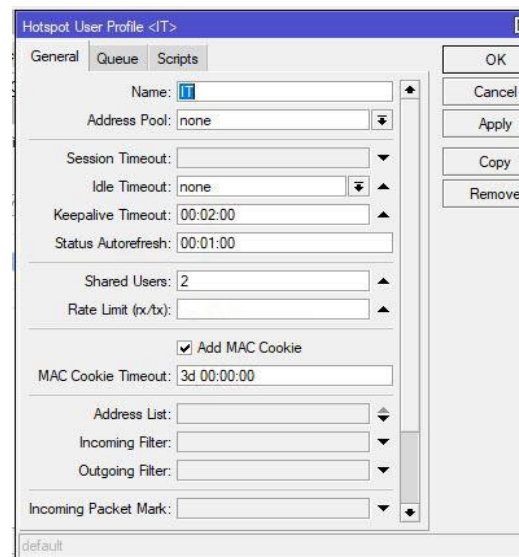 Hotspot User Profile <IT>
General Queue Scripts
OK
Cancel
Apply
Copy
Remove
Name: IT
Address Pool: none
Session Timeout:
Idle Timeout: none
Keepalive Timeout: 00:02:00
Status Autorefresh: 00:01:00
Shared Users: 2
Rate Limit (rx/tx):
Add MAC Cookie
MAC Cookie Timeout: 3d 00:00:00
Address List:
Incoming Filter:
Outgoing Filter:
Incoming Packet Mark:
default